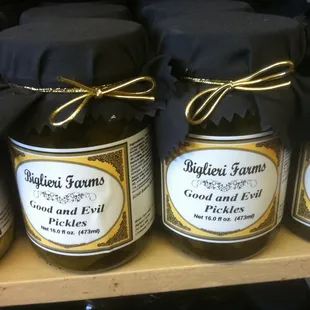 Biglieri Farms
Good and Evil
Pickles
Net 16.0 fl oz. (473ml)
Biglieri Farms
Good and Evil
Pickles
Net 16.0 fl oz. (473ml)